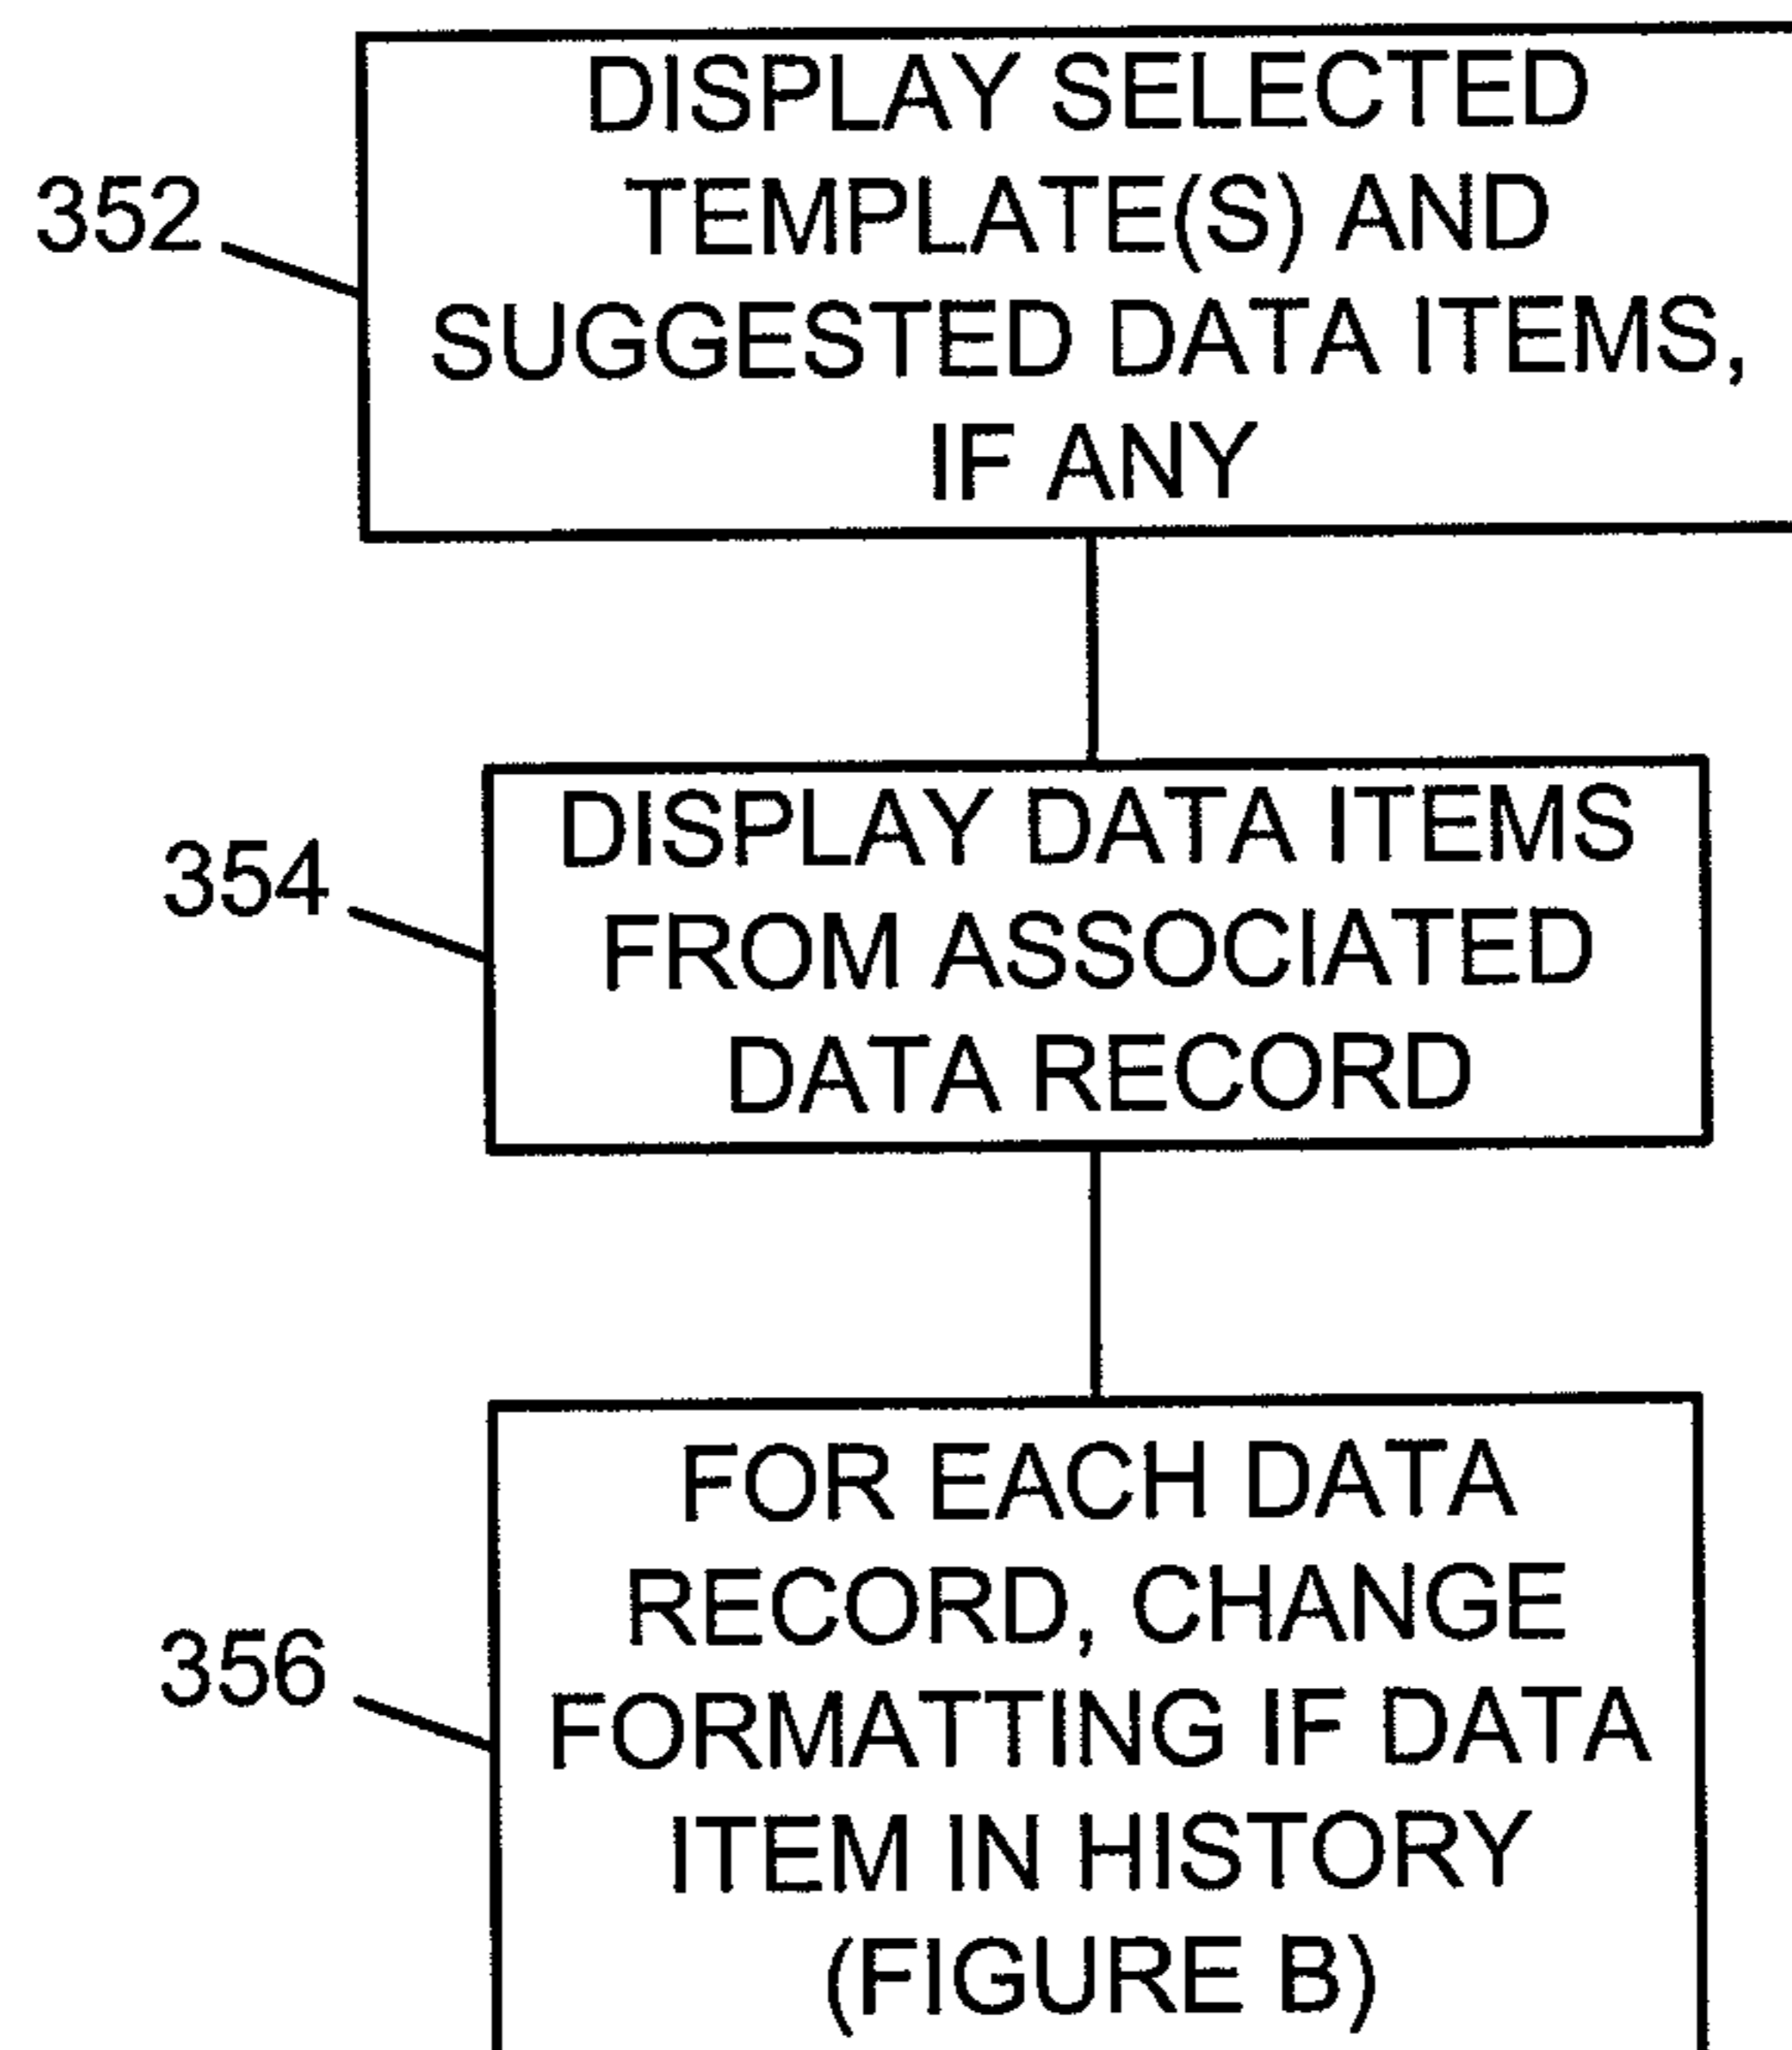 DISPLAY SELECTED
TEMPLATE(S) AND
SUGGESTED DATA ITEMS,
IF ANY
352
DISPLAY DATA ITEMS
FROM ASSOCIATED
DATA RECORD
354
FOR EACH DATA
RECORD, CHANGE
FORMATTING IF DATA
ITEM IN HISTORY
(FIGURE B)
356